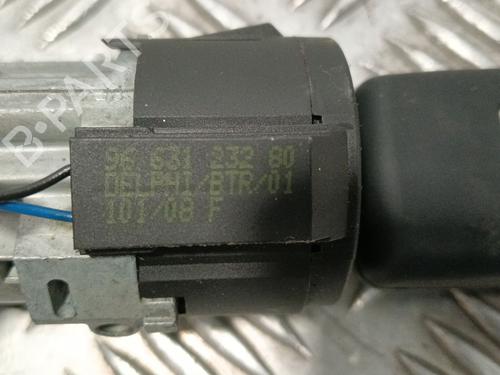 B-PARTS
96 631 232 80
DELPHI/BTR/01
101/08 F